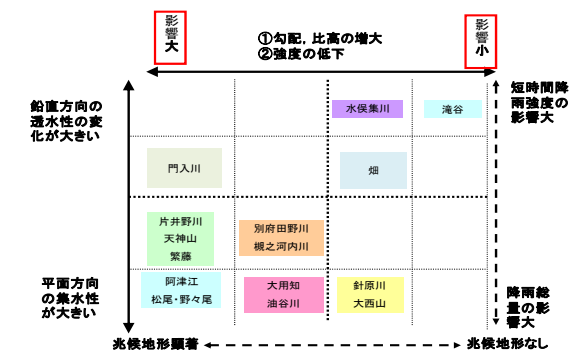 影響大
影響小
①勾配，比高の増大
②強度の低下
鉛直方向の
透水性の変
化が大きい
短時間降
雨強度の
影響大
水俣集川
滝谷
門入川
畑
片井野川
天神山
繁藤
別府田野川
槻之河内川
平面方向
の集水性
が大きい
阿津江
松尾・野々尾
大用知
油谷川
針原川
大西山
降雨総
量の影
響大
兆候地形顕著
兆候地形なし